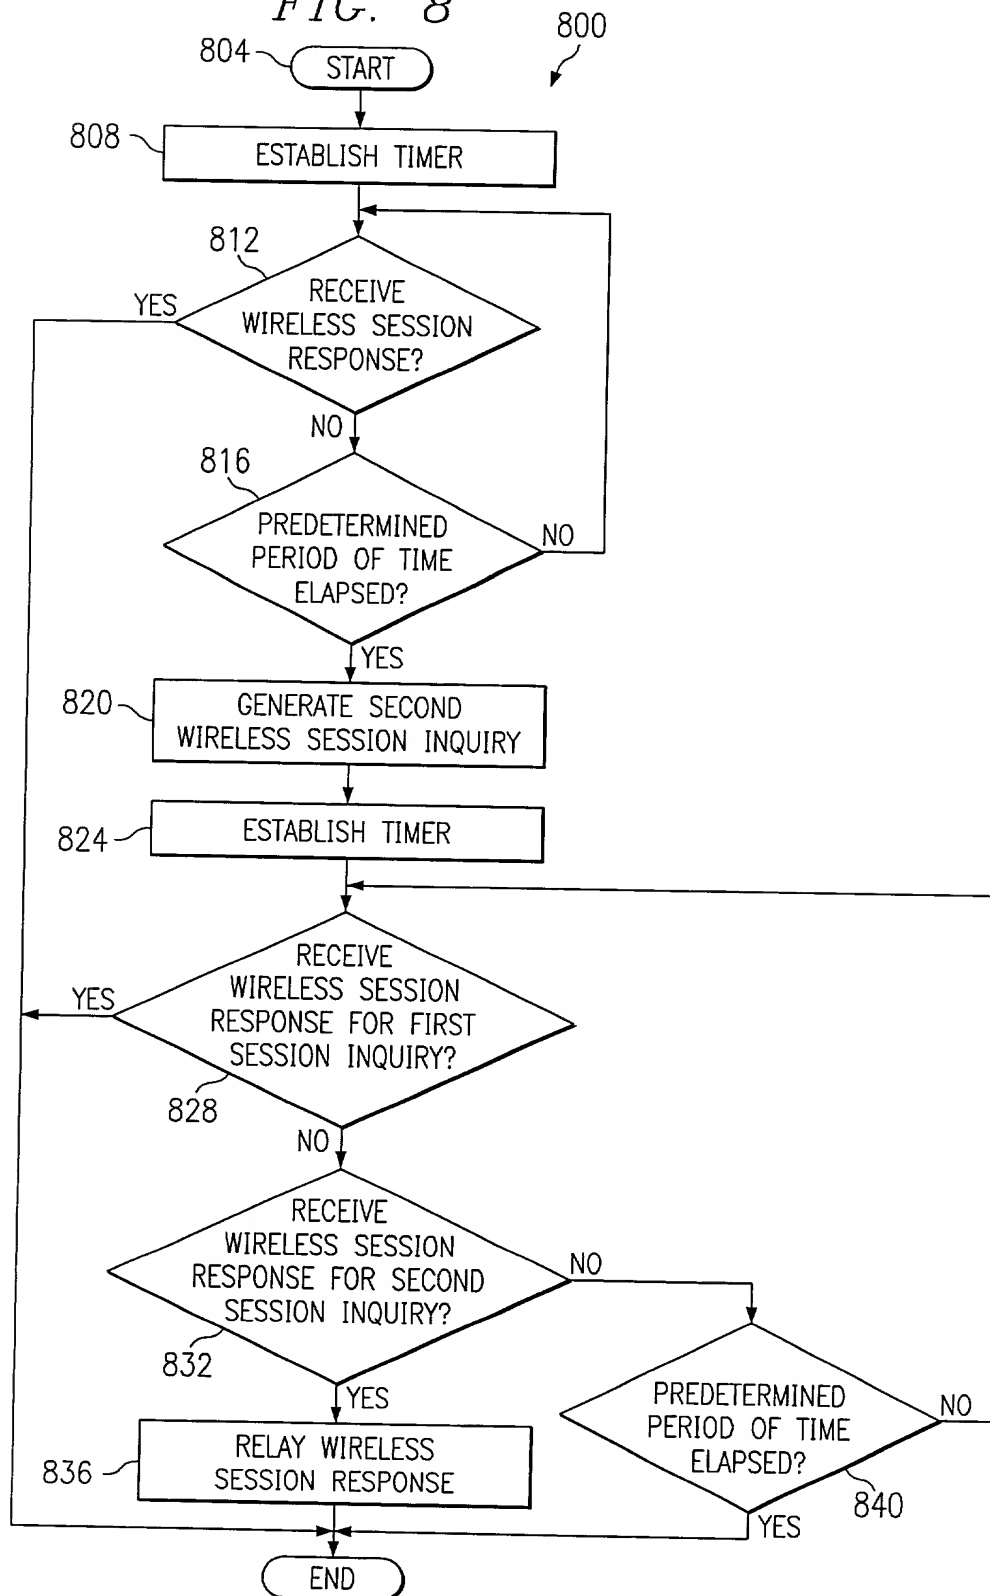 FIG. 8
800
804
START
808
ESTABLISH TIMER
812
YES
RECEIVE
WIRELESS SESSION
RESPONSE?
NO
816
PREDETERMINED
PERIOD OF TIME
ELAPSED?
NO
YES
820
GENERATE SECOND
WIRELESS SESSION INQUIRY
824
ESTABLISH TIMER
YES
RECEIVE
WIRELESS SESSION
RESPONSE FOR FIRST
SESSION INQUIRY?
828
NO
RECEIVE
WIRELESS SESSION
RESPONSE FOR SECOND
SESSION INQUIRY?
NO
832
YES
PREDETERMINED
PERIOD OF TIME
ELAPSED?
NO
840
YES
836
RELAY WIRELESS
SESSION RESPONSE
END